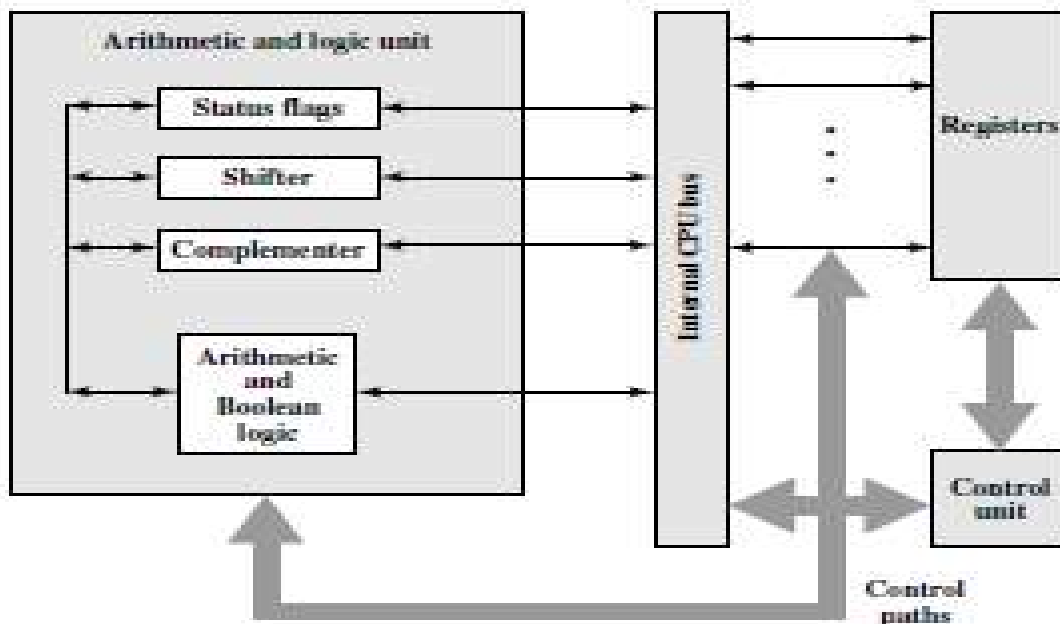 Arithmetic and logic unit
Status flags
Shifter
Complementer
Arithmetic
and
Boolean
logic
Internal CPU bus
Registers
Control
unit
Control
paths